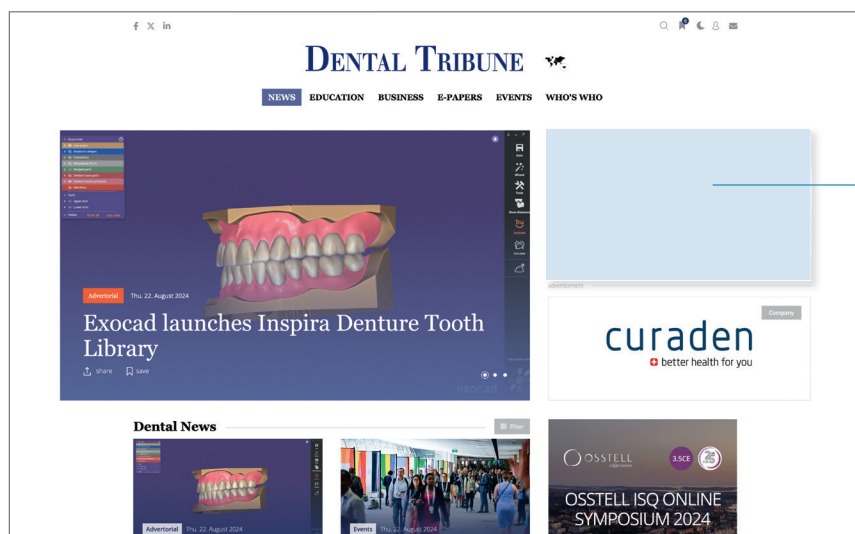 DENTAL TRIBUNE
NEWS EDUCATION BUSINESS E-PAPERS EVENTS WHO'S WHO
Advertorial Thu. 22. August 2024
Exocad launches Inspira Denture Tooth
Library
share save
exocad
advertisement
Company
curaden
better health for you
Dental News
Filter
Advertorial Thu. 22. August 2024
Events Thu. 22. August 2024
OSSTELL
3.5CE
25
OSSTELL ISQ ONLINE
SYMPOSIUM 2024